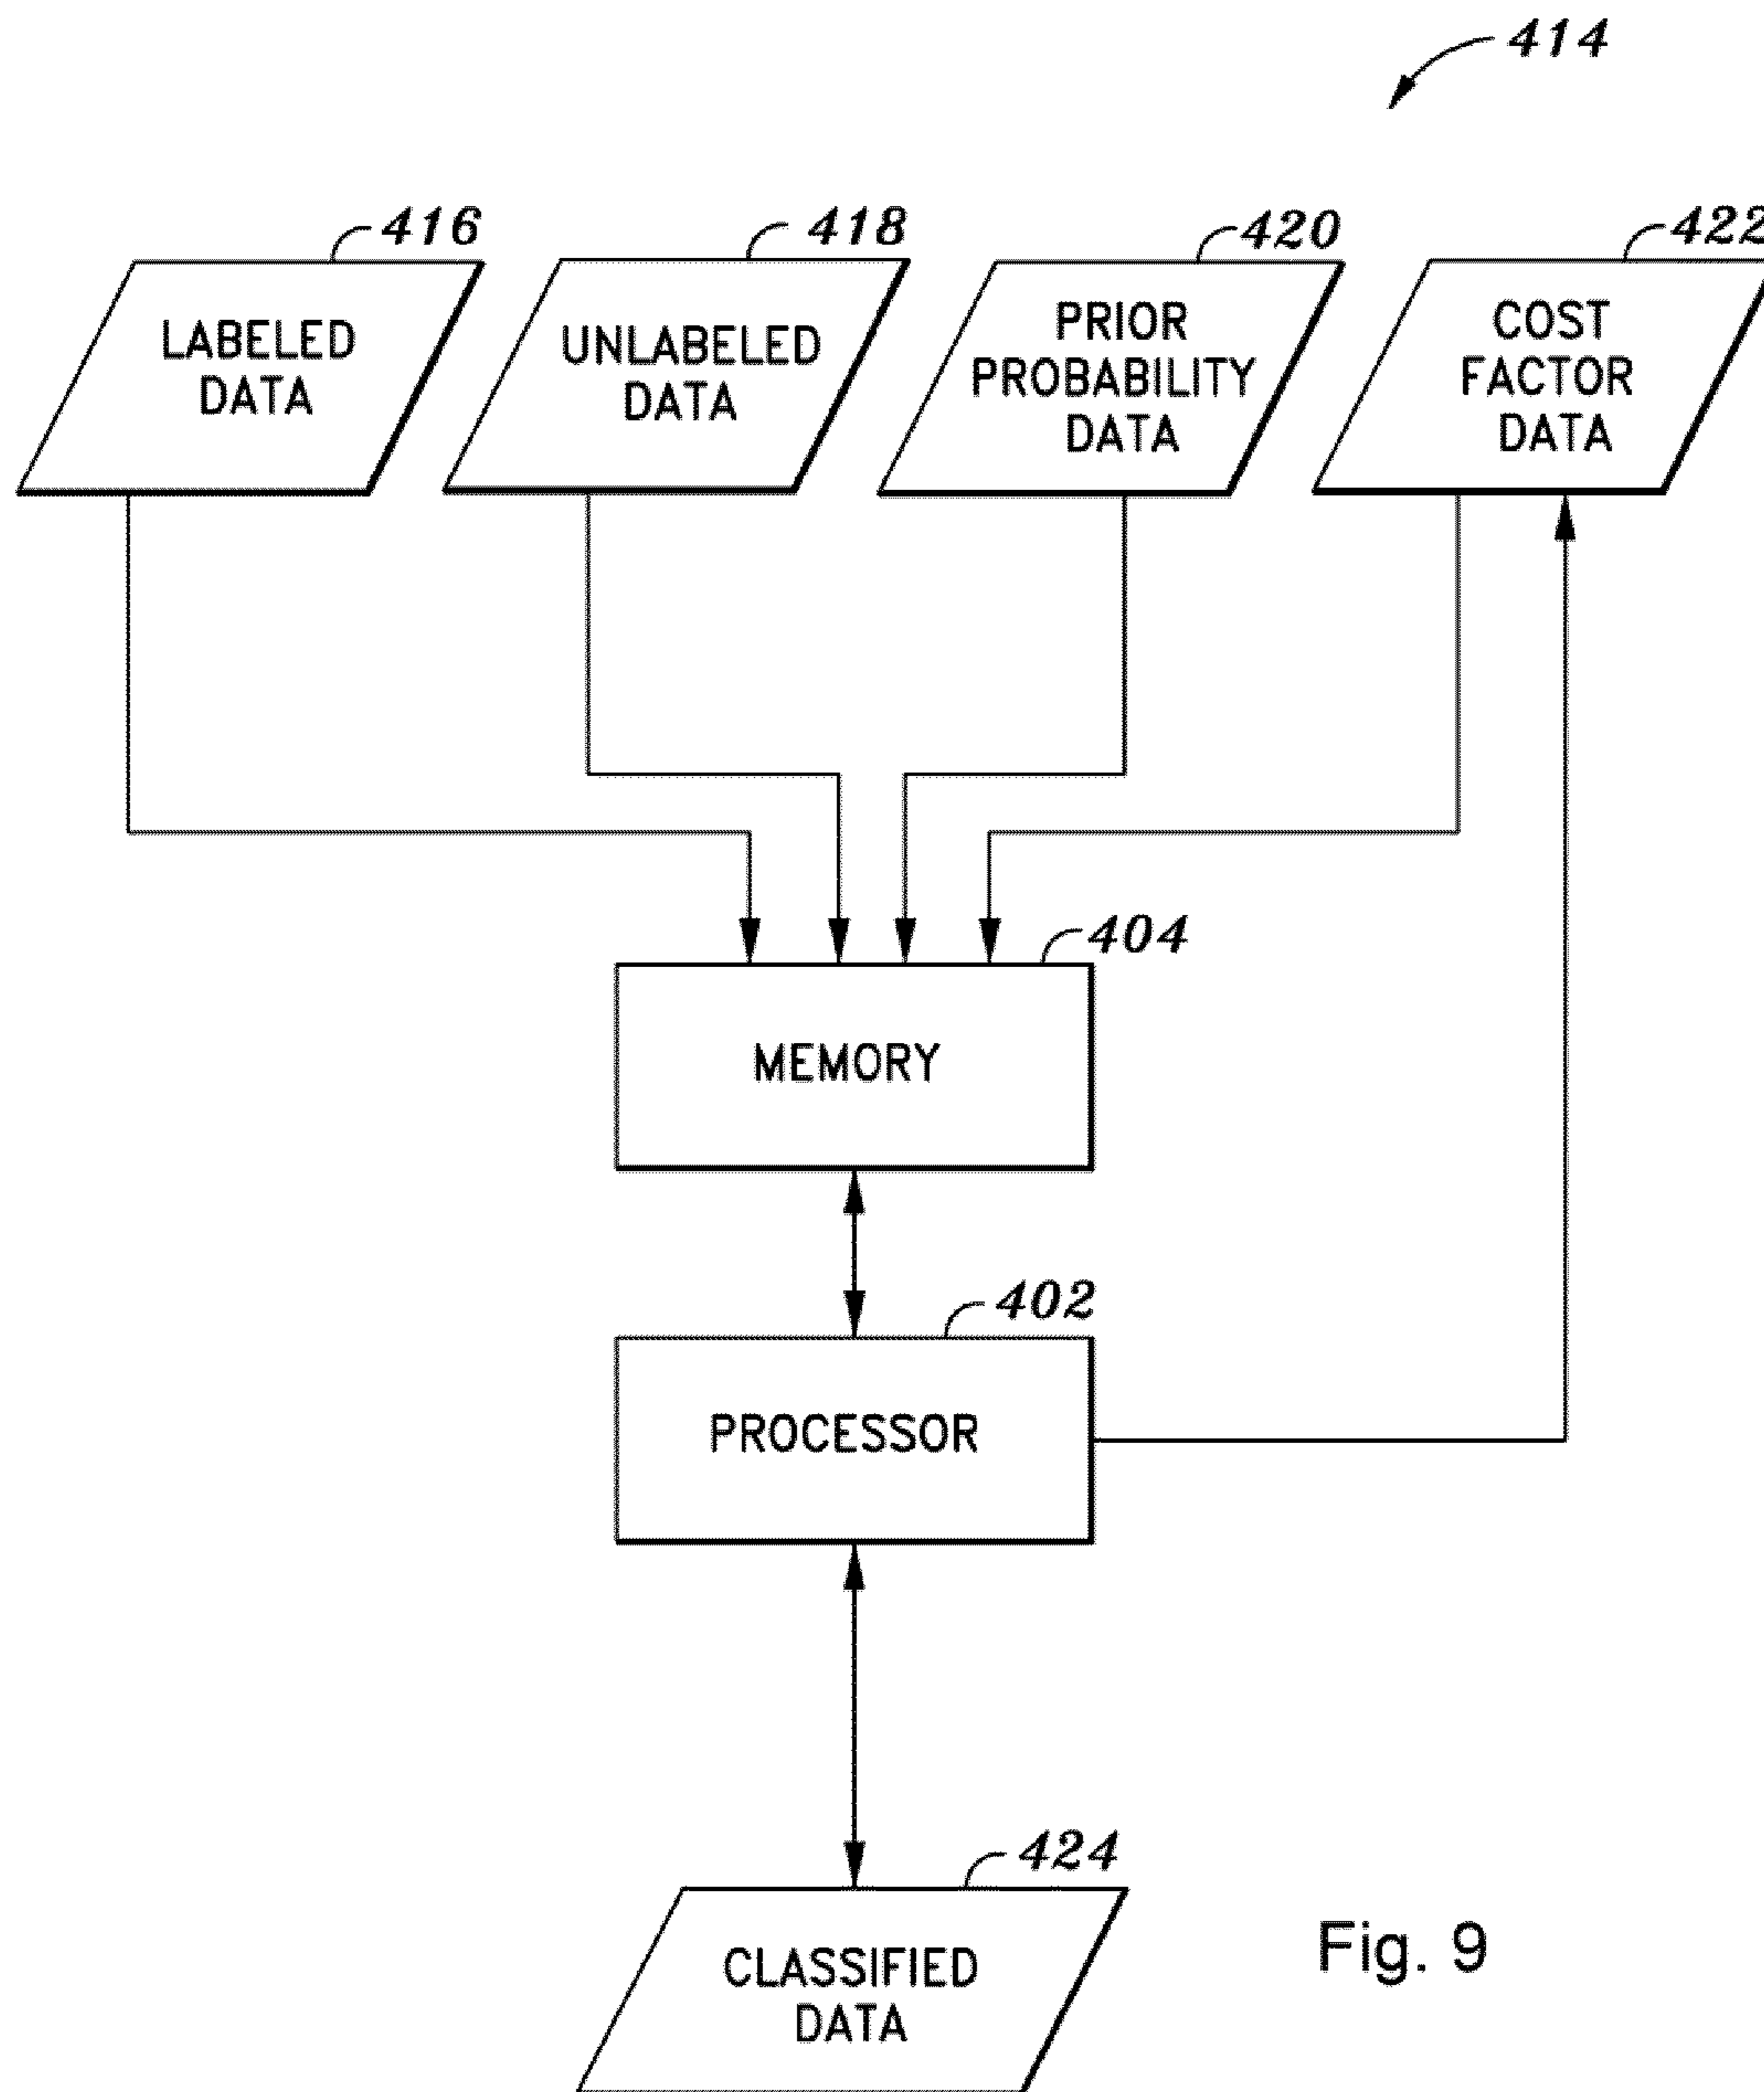 414
416
418
420
422
LABELED
DATA
UNLABELED
DATA
PRIOR
PROBABILITY
DATA
COST
FACTOR
DATA
404
MEMORY
402
PROCESSOR
424
CLASSIFIED
DATA
Fig. 9